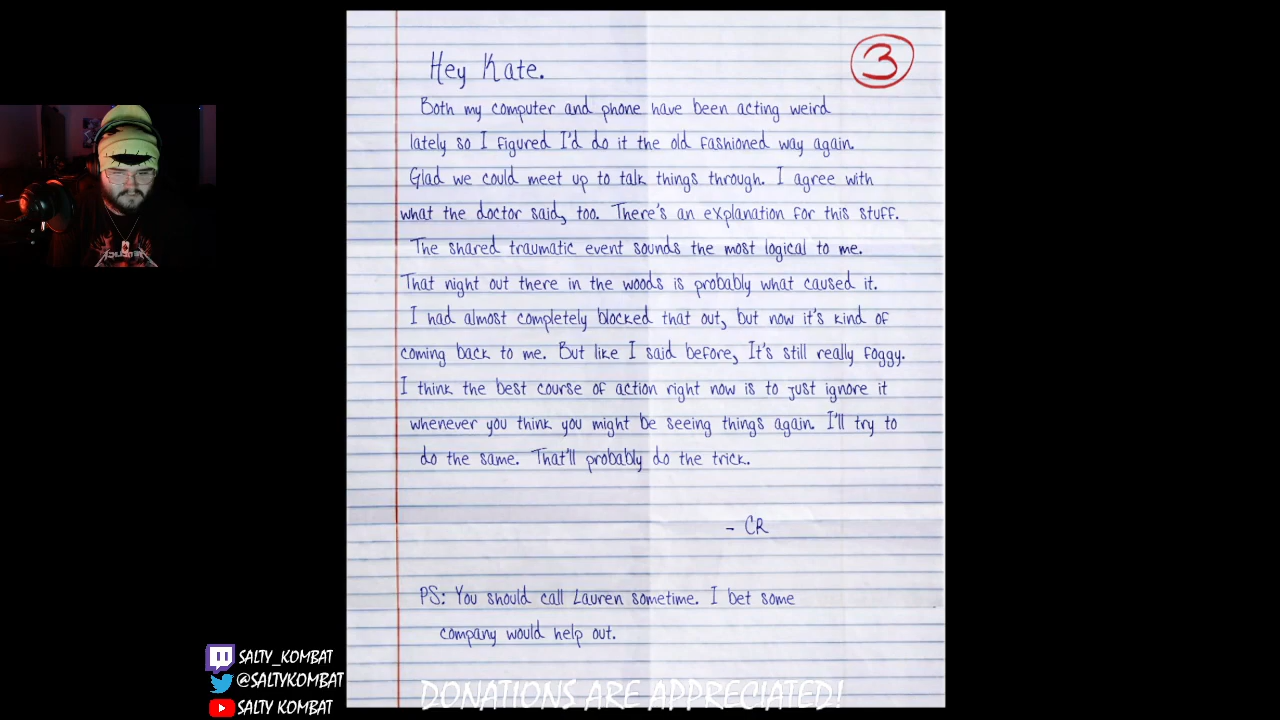 Hey Kate.
3
Both my computer and phone have been acting weird
lately so I figured I'd do it the old fashioned way again.
Glad we could meet up to talk things through. I agree with
what the doctor said, too. There's an explanation for this stuff.
The shared traumatic event sounds the most logical to me.
That night out there in the woods is probably what caused it.
I had almost completely blocked that out, but now it's kind of
coming back to me. But like I said before, It's still really foggy.
I think the best course of action right now is to just ignore it
whenever you think you might be seeing things again. I'll try to
do the same. That'll probably do the trick.
- CR
PS: You should call Lauren sometime. I bet some
company would help out.
SALTY_KOMBAT
@SALTYKOMBAT
SALTY KOMBAT
DONATIONS ARE APPRECIATED!